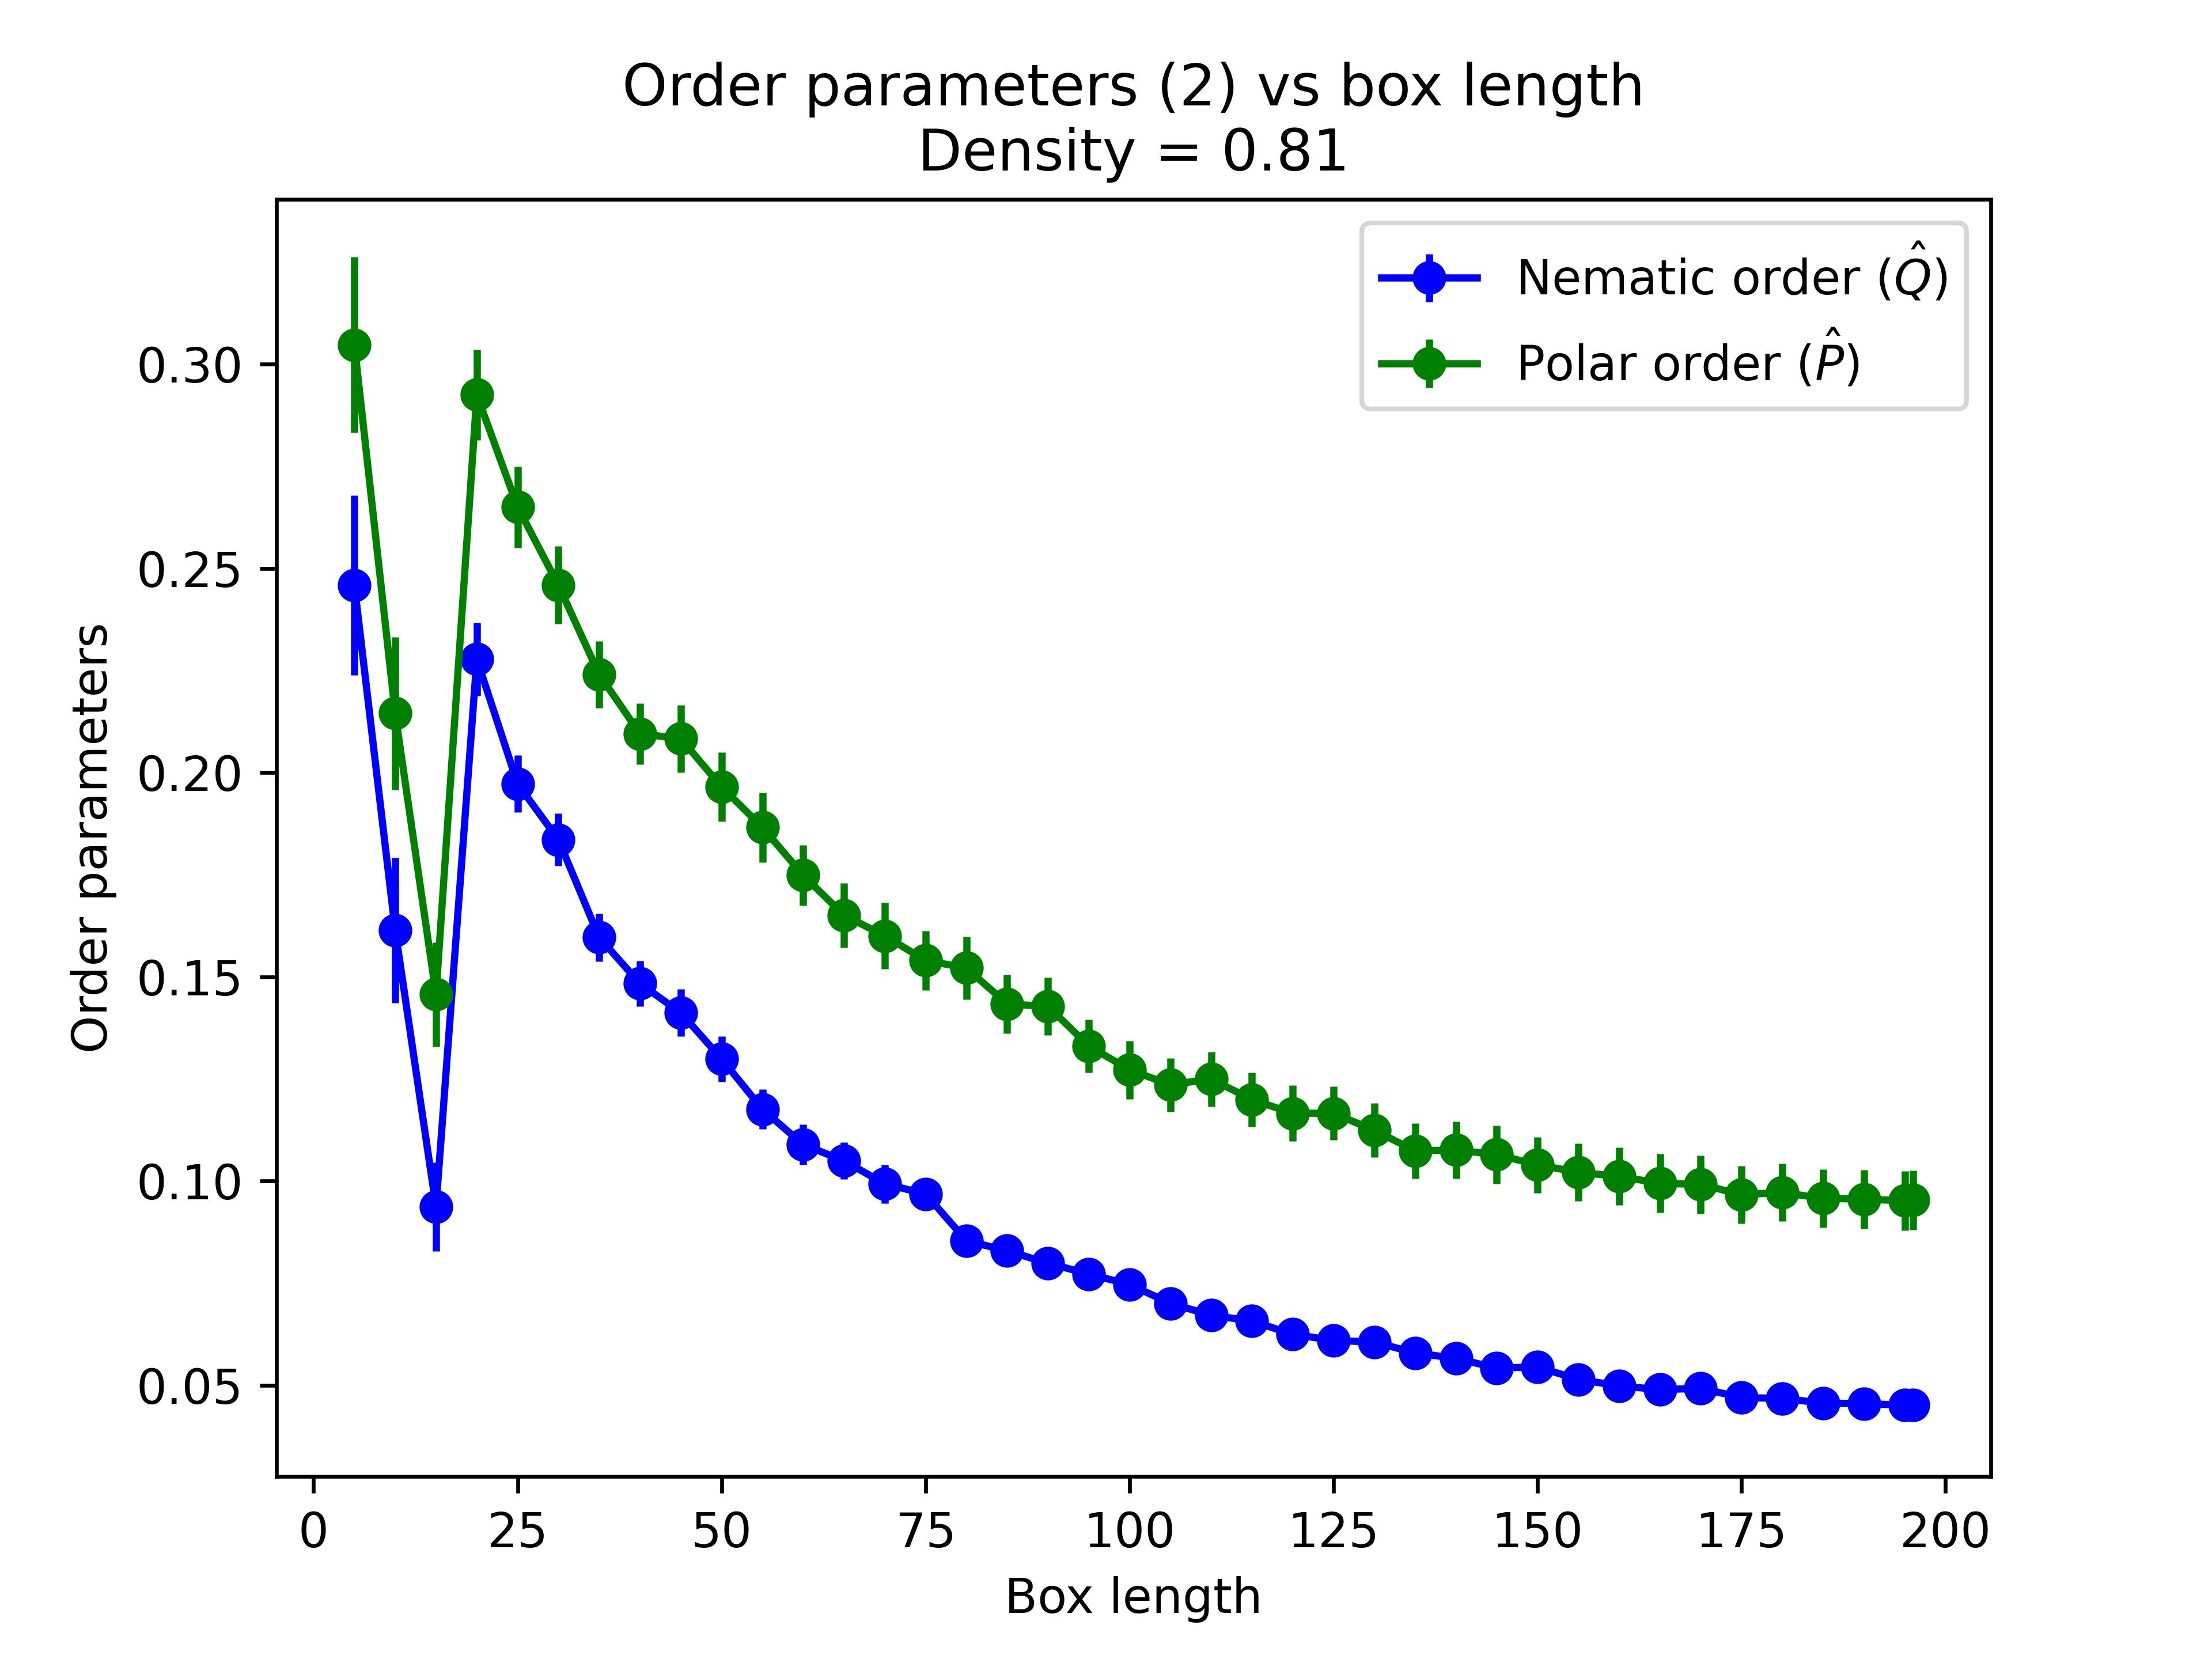 Order parameters (2) vs box length
Density = 0.81
Nematic order (Q̂)
Polar order (P̂)
Order parameters
0.30
0.25
0.20
0.15
0.10
0.05
0 25 50 75 100 125 150 175 200
Box length